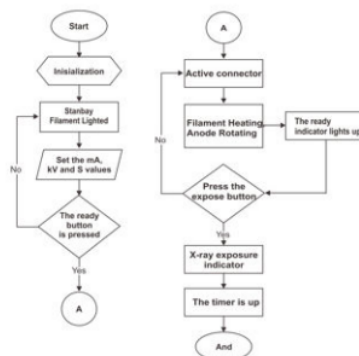 Start
Inisialization
Stanbay
Filament Lighted
No
Set the mA,
kV and S values
The ready
button
is pressed
Yes
A
A
Active connector
Filament Heating
Anode Rotating
The ready
indicator lights up
No
Press the
expose button
Yes
X-ray exposure
indicator
The timer is up
And